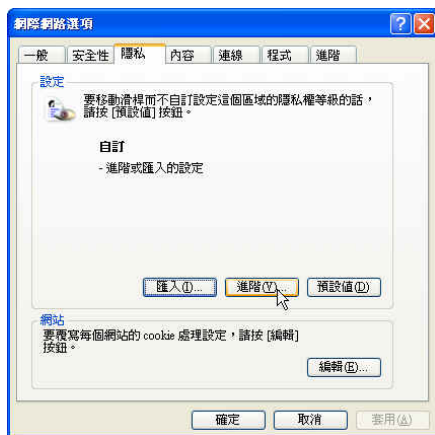 網際網路選項
一般 安全性 隱私 內容 連線 程式 進階
設定
要移動滑桿而不自訂設定這個區域的隱私權等級的話，
請按 [預設值] 按鈕。
自訂
- 進階或匯入的設定
匯入(I)... 進階(V)... 預設值(D)
網站
要覆寫每個網站的 cookie 處理設定，請按 [編輯]
按鈕。
編輯(E)...
確定 取消 套用(A)